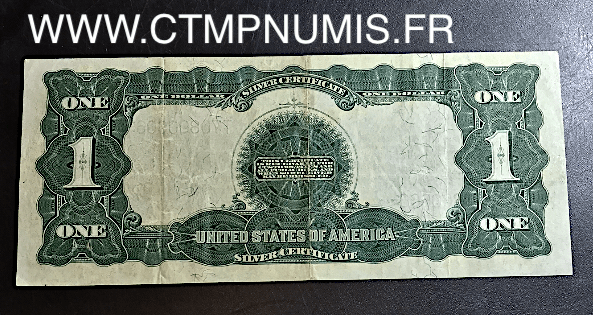 WWW.CTMPNUMIS.FR
SILVER CERTIFICATE
ONE ONE DOLLAR ONE DOLLAR ONE
1 1
ONE UNITED STATES OF AMERICA ONE
SILVER CERTIFICATE